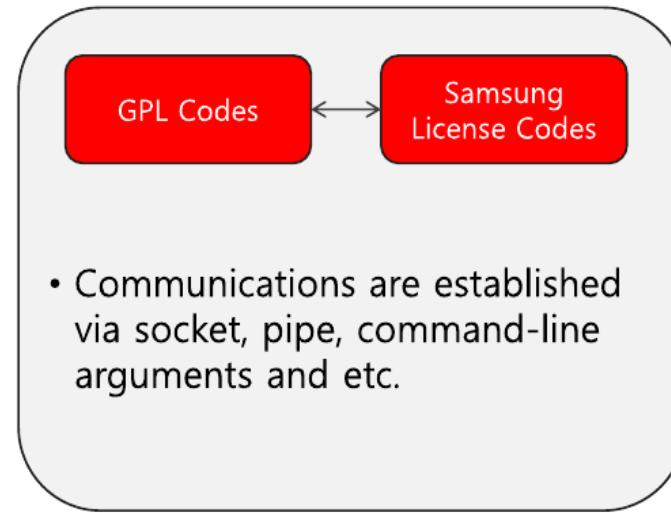 GPL Codes
Samsung
License Codes
• Communications are established
via socket, pipe, command-line
arguments and etc.